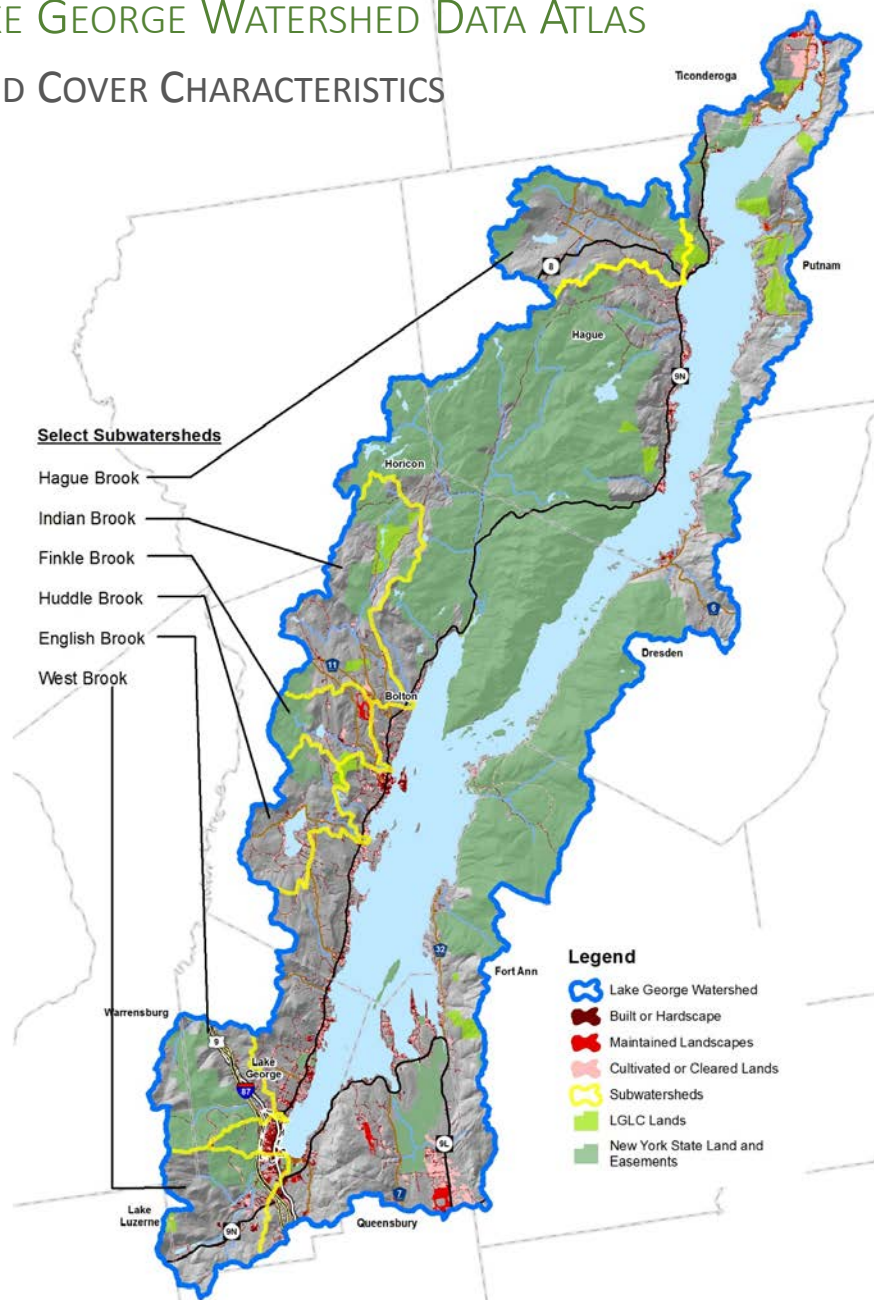 KE GEORGE WATERSHED DATA ATLAS
D COVER CHARACTERISTICS
Ticonderoga
Putnam
8
Hague
9N
Select Subwatersheds
Horicon
Hague Brook
Indian Brook
Finkle Brook
Huddle Brook
English Brook
West Brook
6
Dresden
11
Bolton
32
Fort Ann
Legend
Lake George Watershed
Built or Hardscape
Maintained Landscapes
Cultivated or Cleared Lands
Subwatersheds
LGLC Lands
New York State Land and
Easements
Warrensburg
9
Lake
George
87
9L
7
Lake
Luzerne
9N
Queensbury